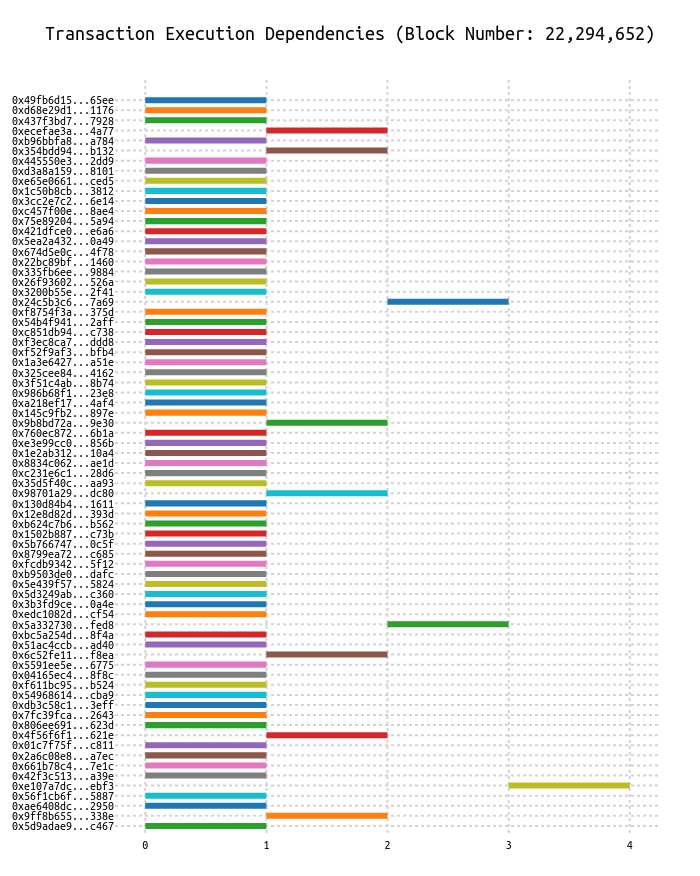 Transaction Execution Dependencies (Block Number: 22,294,652)
0x49fb6d15...65ee
0xd68e29d1...1176
0x437f3bd7...7928
0xecefae3a...4a77
0xb96bbfa8...a784
0x354bdd94...b132
0x445550e3...2dd9
0xd3a8a159...8101
0xe65e0661...ced5
0x1c50b8cb...3812
0x3cc2e7c2...6e14
0xc457f00e...8ae4
0x75e89204...5a94
0x421dfce0...e6a6
0x5ea2a432...0a49
0x674d5e0c...4f78
0x22bc89bf...1460
0x335fb6ee...9884
0x26f93602...526a
0x3200b55e...2f41
0x24c5b3c6...7a69
0xf8754f3a...375d
0x54b4f941...2aff
0xc851db94...c738
0xf3ec8ca7...ddd8
0xf52f9af3...bfb4
0x1a3e6427...a51e
0x325cee84...4162
0x3f51c4ab...8b74
0x986b68f1...23e8
0xa218ef17...4af4
0x145c9fb2...897e
0x9b8bd72a...9e30
0x760ec872...6b1a
0xe3e99cc0...856b
0x1e2ab312...10a4
0x8834c062...ae1d
0xc231e6c1...28d6
0x35d5f40c...aa93
0x98701a29...dc80
0x130d84b4...1611
0x12e8d82d...393d
0xb624c7b6...b562
0x1502b887...c73b
0x5b766747...0c5f
0x8799ea72...c685
0xfcdb9342...5f12
0xb9503de0...dafc
0x5e439f57...5824
0x5d3249ab...c360
0x3b3fd9ce...0a4e
0xedc1082d...cf54
0x5a332730...fed8
0xbc5a254d...8f4a
0x51ac4ccb...ad40
0x6c52fe11...f8ea
0x5591ee5e...6775
0x04165ec4...8f8c
0xf611bc95...b524
0x54968614...cba9
0xdb3c58c1...3eff
0x7fc39fca...2643
0x806ee691...623d
0x4f56f6f1...621e
0x01c7f75f...c811
0x2a6c08e8...a7ec
0x661b78c4...7e1c
0x42f3c513...a39e
0xe107a7dc...ebf3
0x56f1cb6f...5887
0xae6408dc...2950
0x9ff8b655...338e
0x5d9adae9...c467
0 1 2 3 4